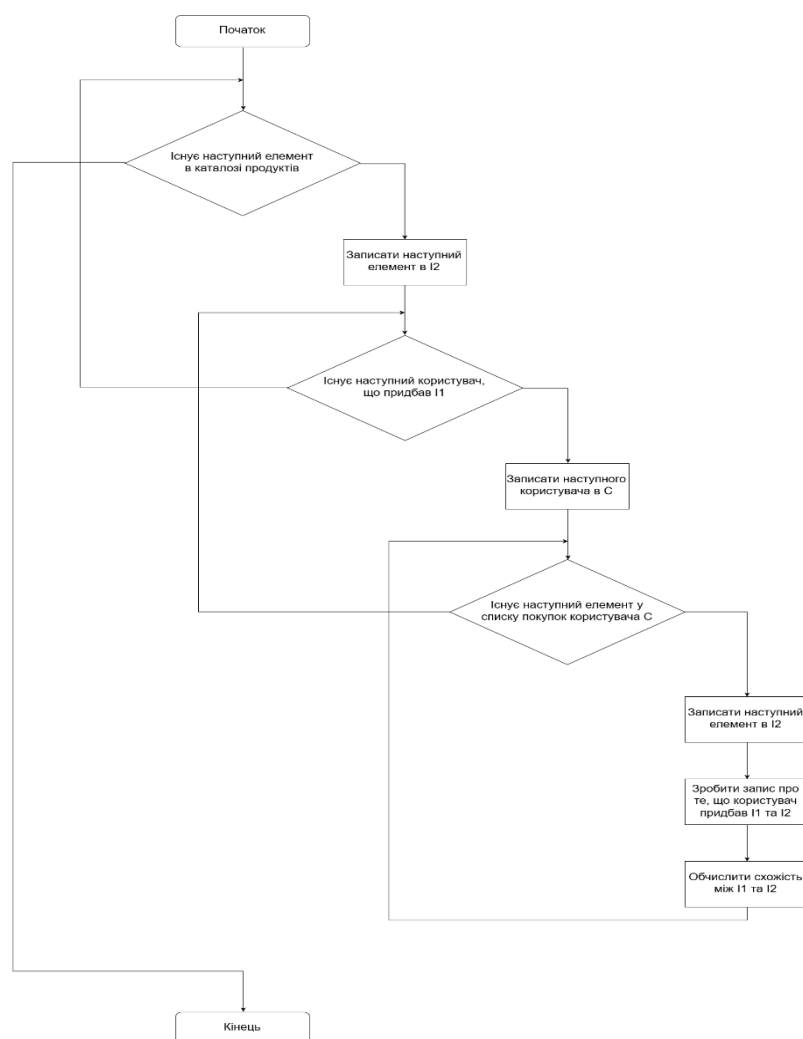 Початок
Існує наступний елемент
в каталозі продуктів
Записати наступний
елемент в I2
Існує наступний користувач,
що придбав I1
Записати наступного
користувача в C
Існує наступний елемент у
списку покупок користувача C
Записати наступний
елемент в I2
Зробити запис про
те, що користувач
придбав I1 та I2
Обчислити схожість
між I1 та I2
Кінець